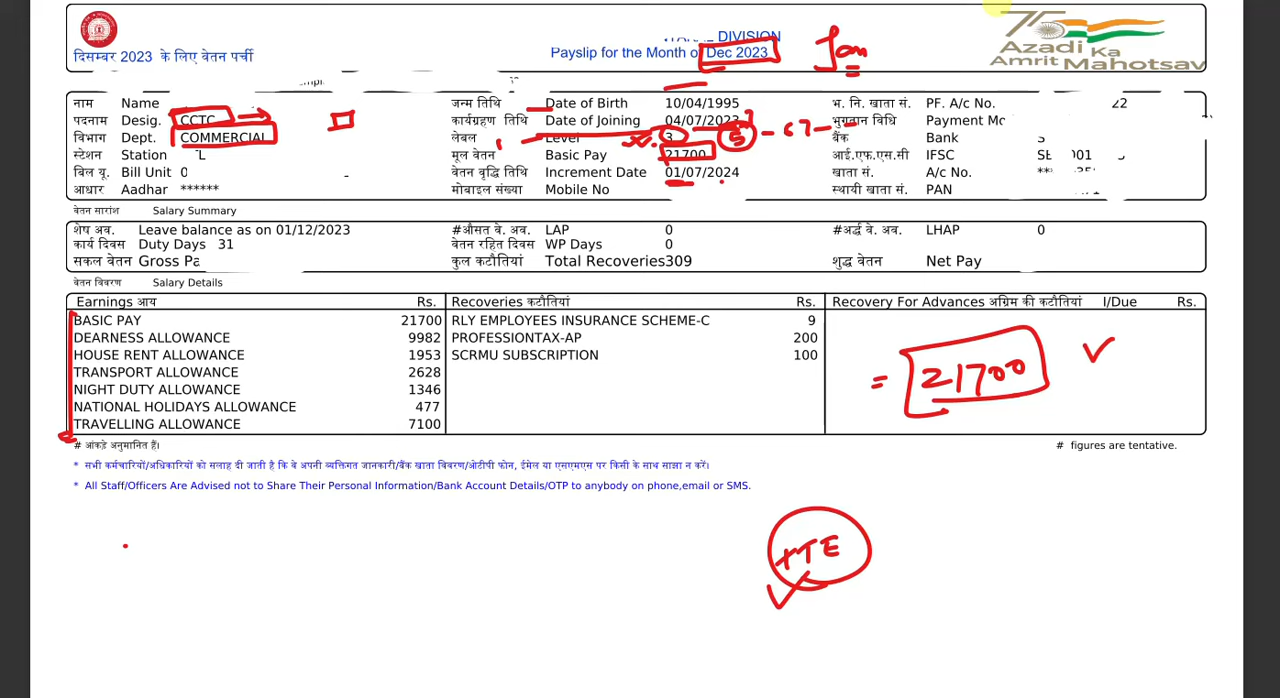 दिसम्बर 2023 के लिए वेतन पर्ची
DIVISION
Payslip for the Month of Dec 2023
Jan
75
Azadi Ka
Amrit Mahotsav
नाम Name जन्म तिथि Date of Birth 10/04/1995 भ. नि. खाता सं. PF. A/c No. 22
पदनाम Desig. CCTC कार्यग्रहण तिथि Date of Joining 04/07/2023 भुगतान विधि Payment Mo
विभाग Dept. COMMERCIAL लेबल Level 3 5 - 6 7 - बैंक Bank S
स्टेशन Station L मूल वेतन Basic Pay 21700 आई.एफ.एस.सी IFSC
बिल यू. Bill Unit 0 वेतन वृद्धि तिथि Increment Date 01/07/2024 खाता सं. A/c No. **
आधार Aadhar ****** मोबाइल संख्या Mobile No स्थायी खाता सं. PAN
वेतन सारांश Salary Summary
शेष अव. Leave balance as on 01/12/2023 #औसत वे. अव. LAP 0 #अर्द्ध वे. अव. LHAP 0
कार्य दिवस Duty Days 31 वेतन रहित दिवस WP Days 0
सकल वेतन Gross Pa कुल कटौतियां Total Recoveries309 शुद्ध वेतन Net Pay
वेतन विवरण Salary Details
Earnings आय Rs. Recoveries कटौतियां Rs. Recovery For Advances अग्रिम की कटौतियां I/Due Rs.
BASIC PAY 21700 RLY EMPLOYEES INSURANCE SCHEME-C 9
DEARNESS ALLOWANCE 9982 PROFESSIONTAX-AP 200
HOUSE RENT ALLOWANCE 1953 SCRMU SUBSCRIPTION 100
TRANSPORT ALLOWANCE 2628
NIGHT DUTY ALLOWANCE 1346
NATIONAL HOLIDAYS ALLOWANCE 477
TRAVELLING ALLOWANCE 7100
= 21700
# आंकड़े अनुमानित हैं। # figures are tentative.
* सभी कर्मचारियों/अधिकारियों को सलाह दी जाती है कि वे अपनी व्यक्तिगत जानकारी/बैंक खाता विवरण/ओटीपी फोन, ईमेल या एसएमएस पर किसी के साथ साझा न करें।
* All Staff/Officers Are Advised not to Share Their Personal Information/Bank Account Details/OTP to anybody on phone,email or SMS.
TTE